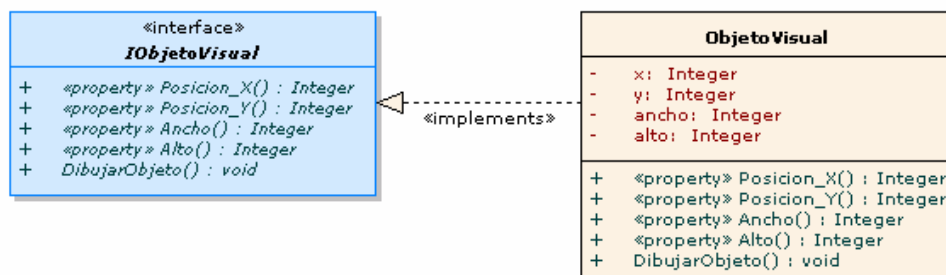 «interface»
IObjetoVisual
+ «property» Posicion_X() : Integer
+ «property» Posicion_Y() : Integer
+ «property» Ancho() : Integer
+ «property» Alto() : Integer
+ DibujarObjeto() : void
«implements»
ObjetoVisual
- x: Integer
- y: Integer
- ancho: Integer
- alto: Integer
+ «property» Posicion_X() : Integer
+ «property» Posicion_Y() : Integer
+ «property» Ancho() : Integer
+ «property» Alto() : Integer
+ DibujarObjeto() : void